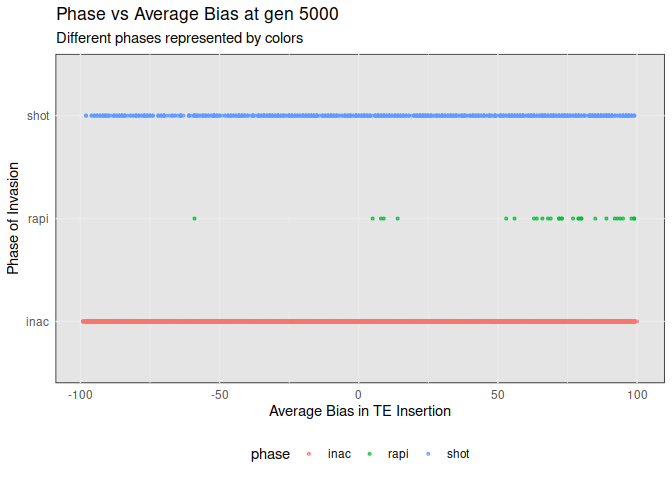 Phase vs Average Bias at gen 5000
Different phases represented by colors
Phase of Invasion
shot
rapi
inac
-100 -50 0 50 100
Average Bias in TE Insertion
phase inac rapi shot